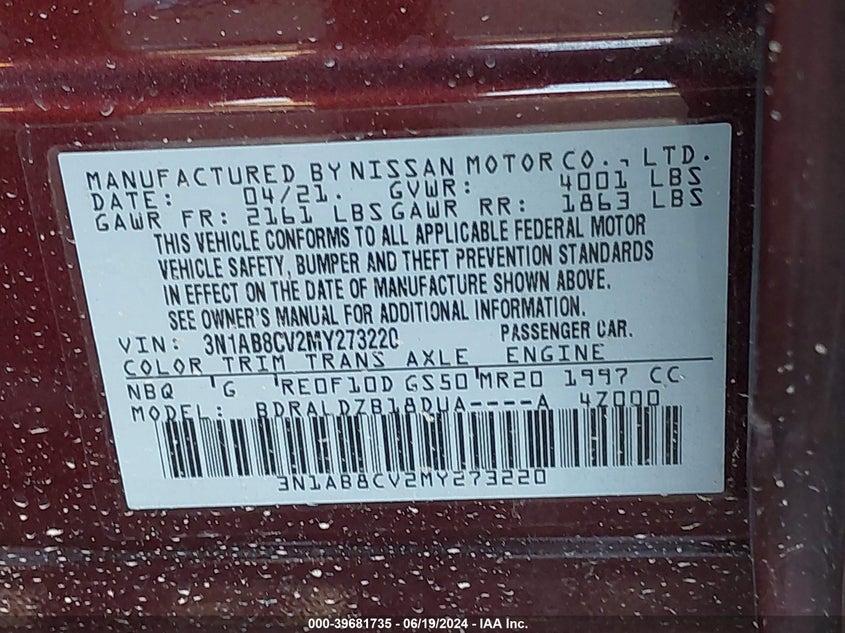 MANUFACTURED BY NISSAN MOTOR CO., LTD.
DATE: 04/21. GVWR: 4001 LBS
GAWR FR: 2161 LBS GAWR RR: 1863 LBS
THIS VEHICLE CONFORMS TO ALL APPLICABLE FEDERAL MOTOR
VEHICLE SAFETY, BUMPER AND THEFT PREVENTION STANDARDS
IN EFFECT ON THE DATE OF MANUFACTURE SHOWN ABOVE.
SEE OWNER'S MANUAL FOR ADDITIONAL INFORMATION.
VIN: 3N1AB8CV2MY273220 PASSENGER CAR.
COLOR TRIM TRANS AXLE ENGINE
NBQ G RE0F10D GS50 MR20 1997 CC
MODEL: BDRALDZB18DUA----A 4Z000
3N1AB8CV2MY273220
000-39681735 - 06/19/2024 - IAA Inc.